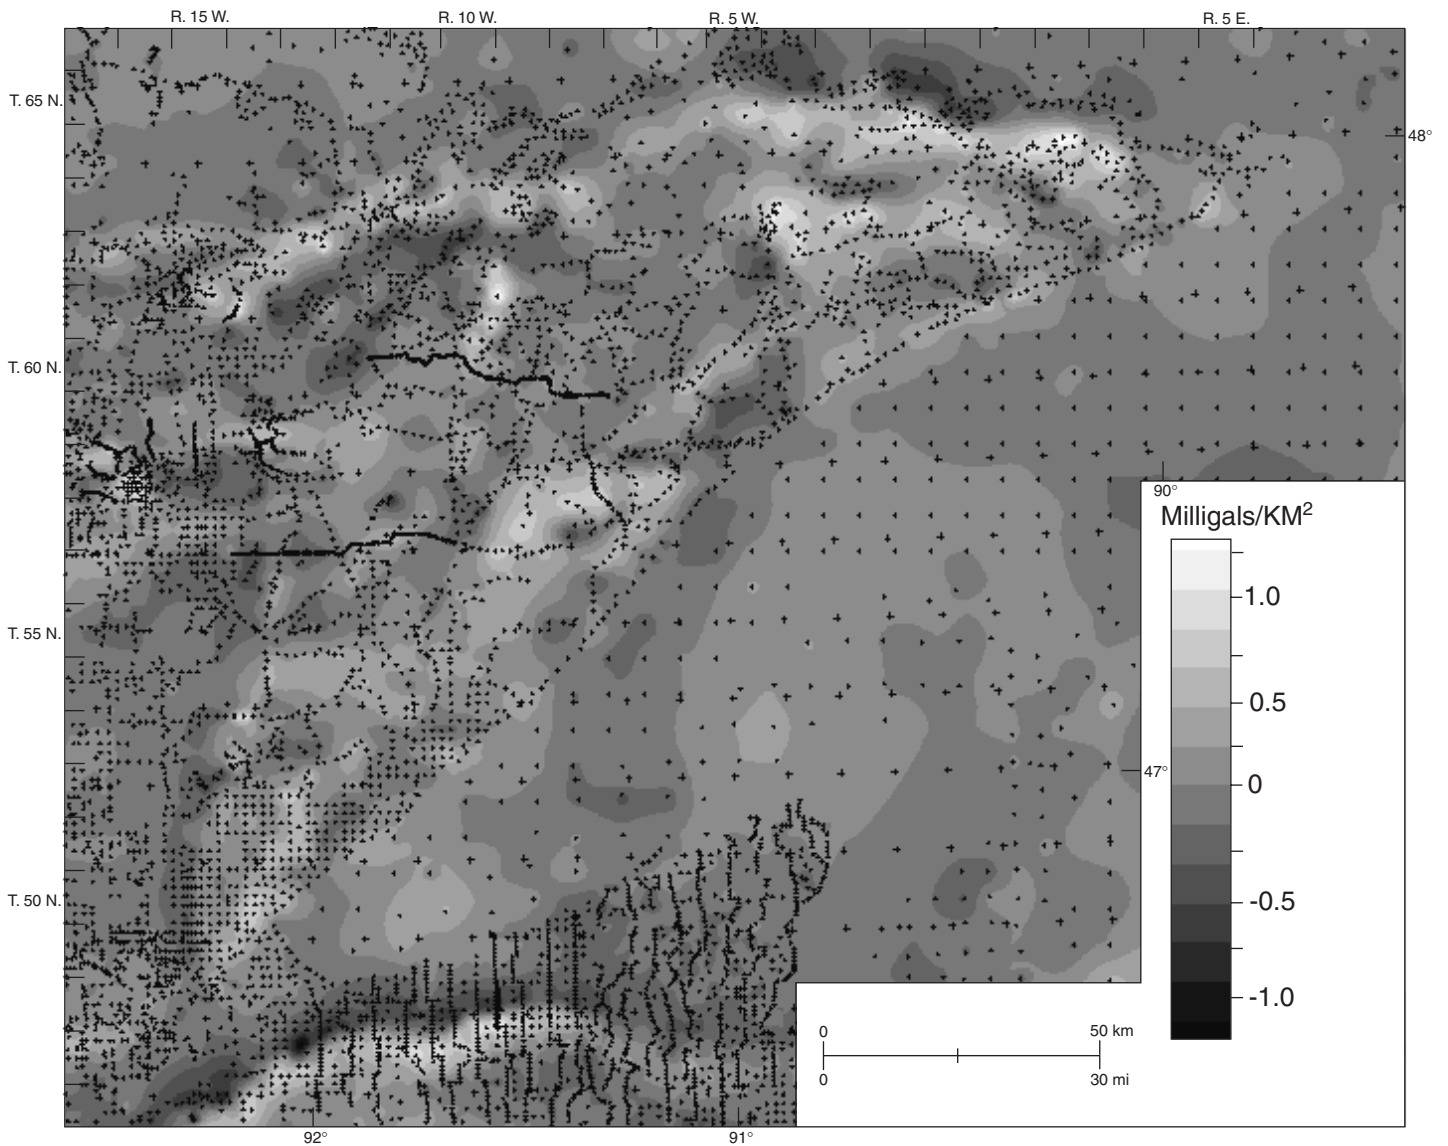 R. 15 W.
R. 10 W.
R. 5 W.
R. 5 E.
T. 65 N.
48°
T. 60 N.
90°
Milligals/KM²
1.0
T. 55 N.
0.5
47°
0
T. 50 N.
-0.5
-1.0
0
50 km
0
30 mi
92°
91°